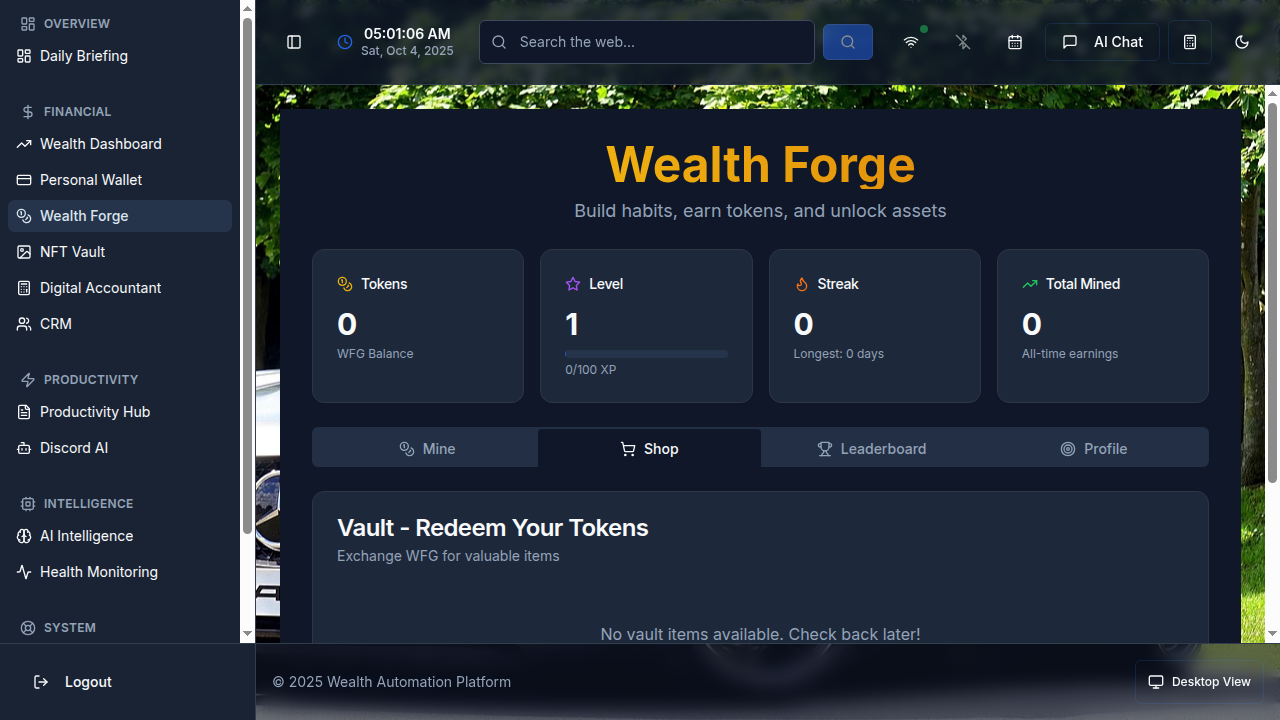 OVERVIEW
Daily Briefing
FINANCIAL
Wealth Dashboard
Personal Wallet
Wealth Forge
NFT Vault
Digital Accountant
CRM
PRODUCTIVITY
Productivity Hub
Discord AI
INTELLIGENCE
AI Intelligence
Health Monitoring
SYSTEM
Logout
05:01:06 AM
Sat, Oct 4, 2025
Search the web...
AI Chat
Wealth Forge
Build habits, earn tokens, and unlock assets
Tokens
0
WFG Balance
Level
1
0/100 XP
Streak
0
Longest: 0 days
Total Mined
0
All-time earnings
Mine
Shop
Leaderboard
Profile
Vault - Redeem Your Tokens
Exchange WFG for valuable items
No vault items available. Check back later!
© 2025 Wealth Automation Platform
Desktop View